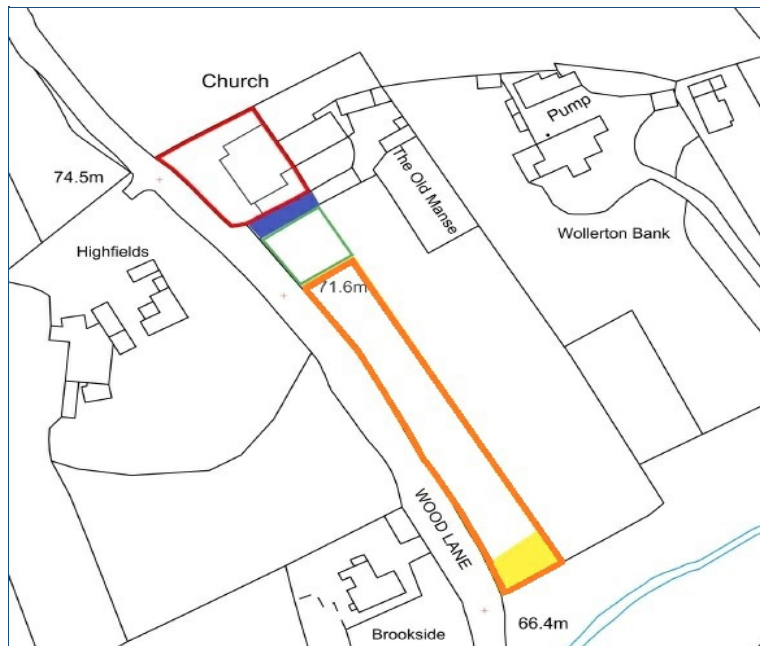 Church
Pump
74.5m
The Old Manse
Highfields
Wollerton Bank
71.6m
WOOD LANE
66.4m
Brookside